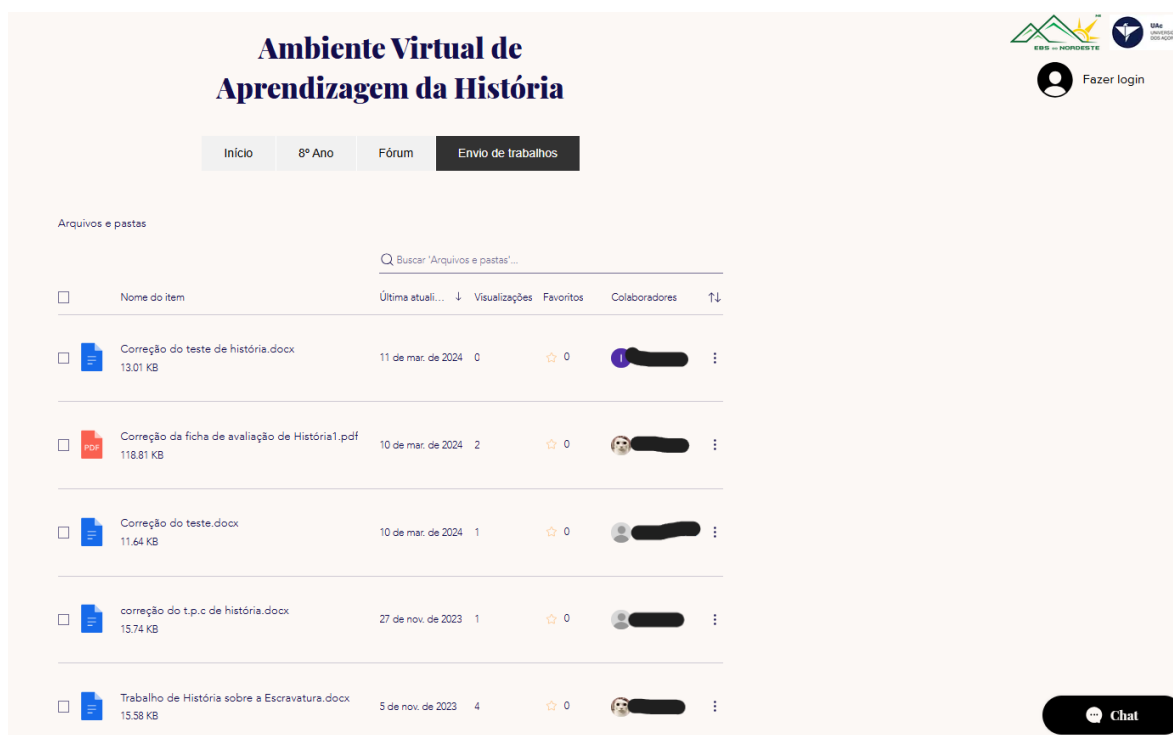 Ambiente Virtual de
Aprendizagem da História
EBS DO NORDESTE
UAc
Fazer login
Início 8º Ano Fórum Envio de trabalhos
Arquivos e pastas
Buscar 'Arquivos e pastas'...
Nome do item Última atuali... ↓ Visualizações Favoritos Colaboradores ↑↓
Correção do teste de história.docx
13.01 KB
11 de mar. de 2024 0 0 I
PDF
Correção da ficha de avaliação de História1.pdf
118.81 KB
10 de mar. de 2024 2 0
Correção do teste.docx
11.64 KB
10 de mar. de 2024 1 0
correção do t.p.c de história.docx
15.74 KB
27 de nov. de 2023 1 0
Trabalho de História sobre a Escravatura.docx
15.58 KB
5 de nov. de 2023 4 0
Chat